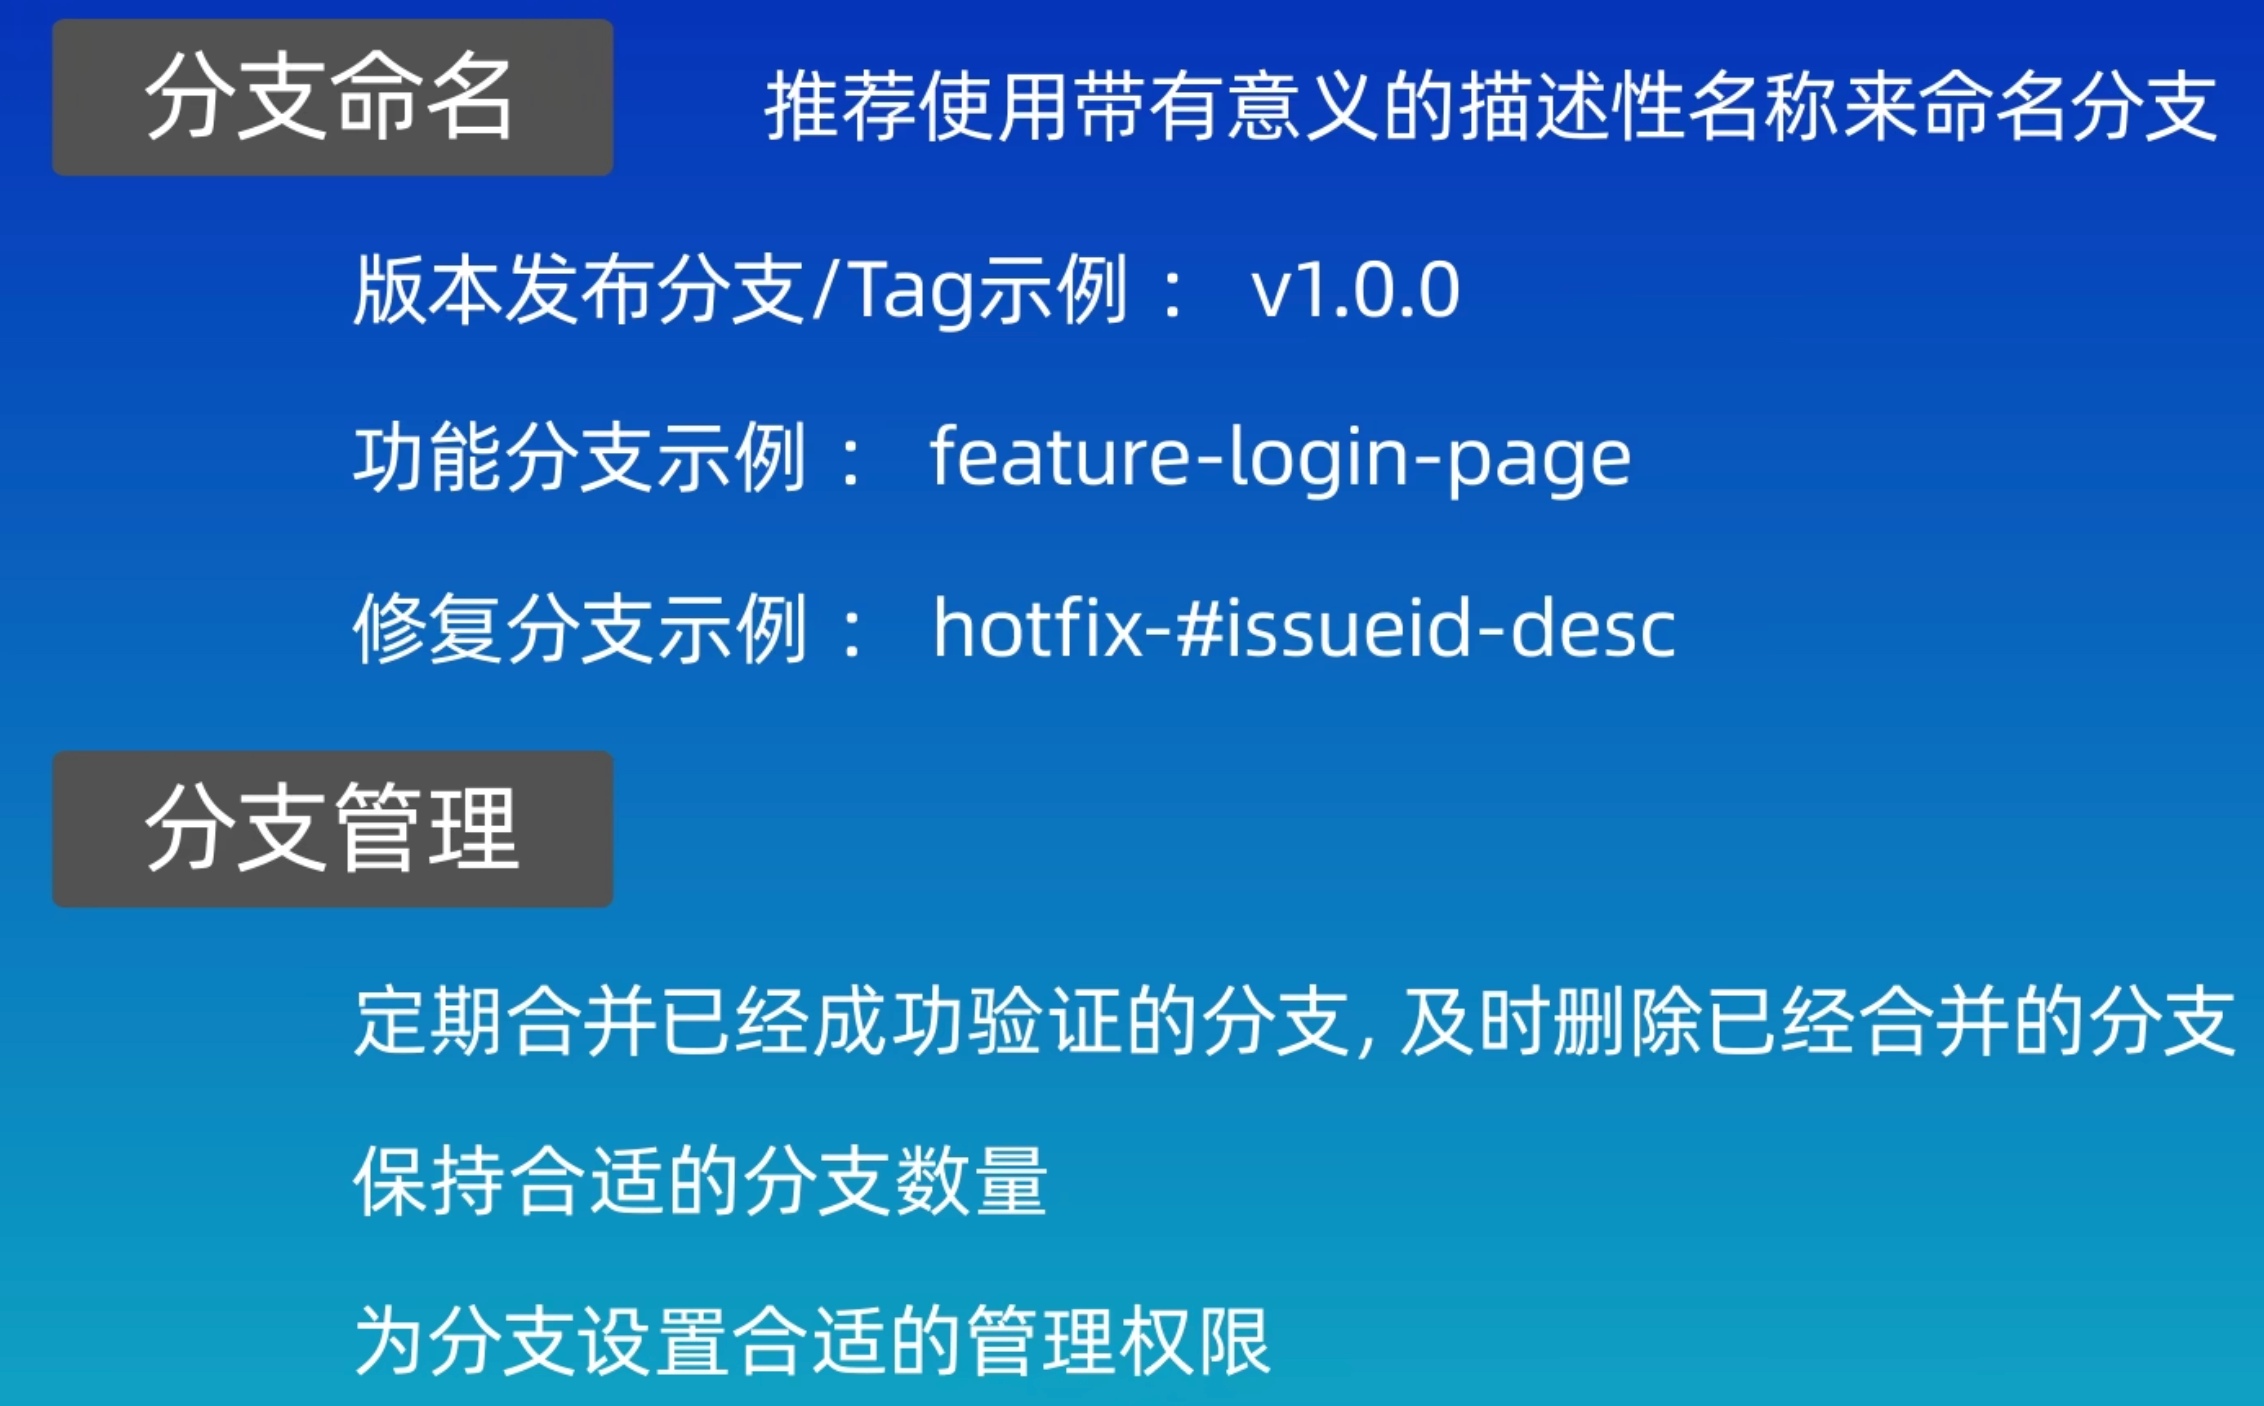 分支命名
推荐使用带有意义的描述性名称来命名分支
版本发布分支/Tag示例： v1.0.0
功能分支示例： feature-login-page
修复分支示例： hotfix-#issueid-desc
分支管理
定期合并已经成功验证的分支, 及时删除已经合并的分支
保持合适的分支数量
为分支设置合适的管理权限